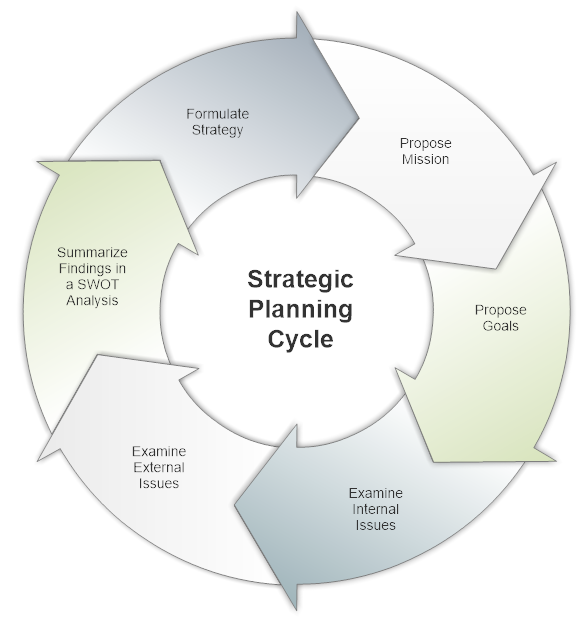 Strategic
Planning
Cycle
Propose
Mission
Propose
Goals
Examine
Internal
Issues
Examine
External
Issues
Summarize
Findings in
a SWOT
Analysis
Formulate
Strategy